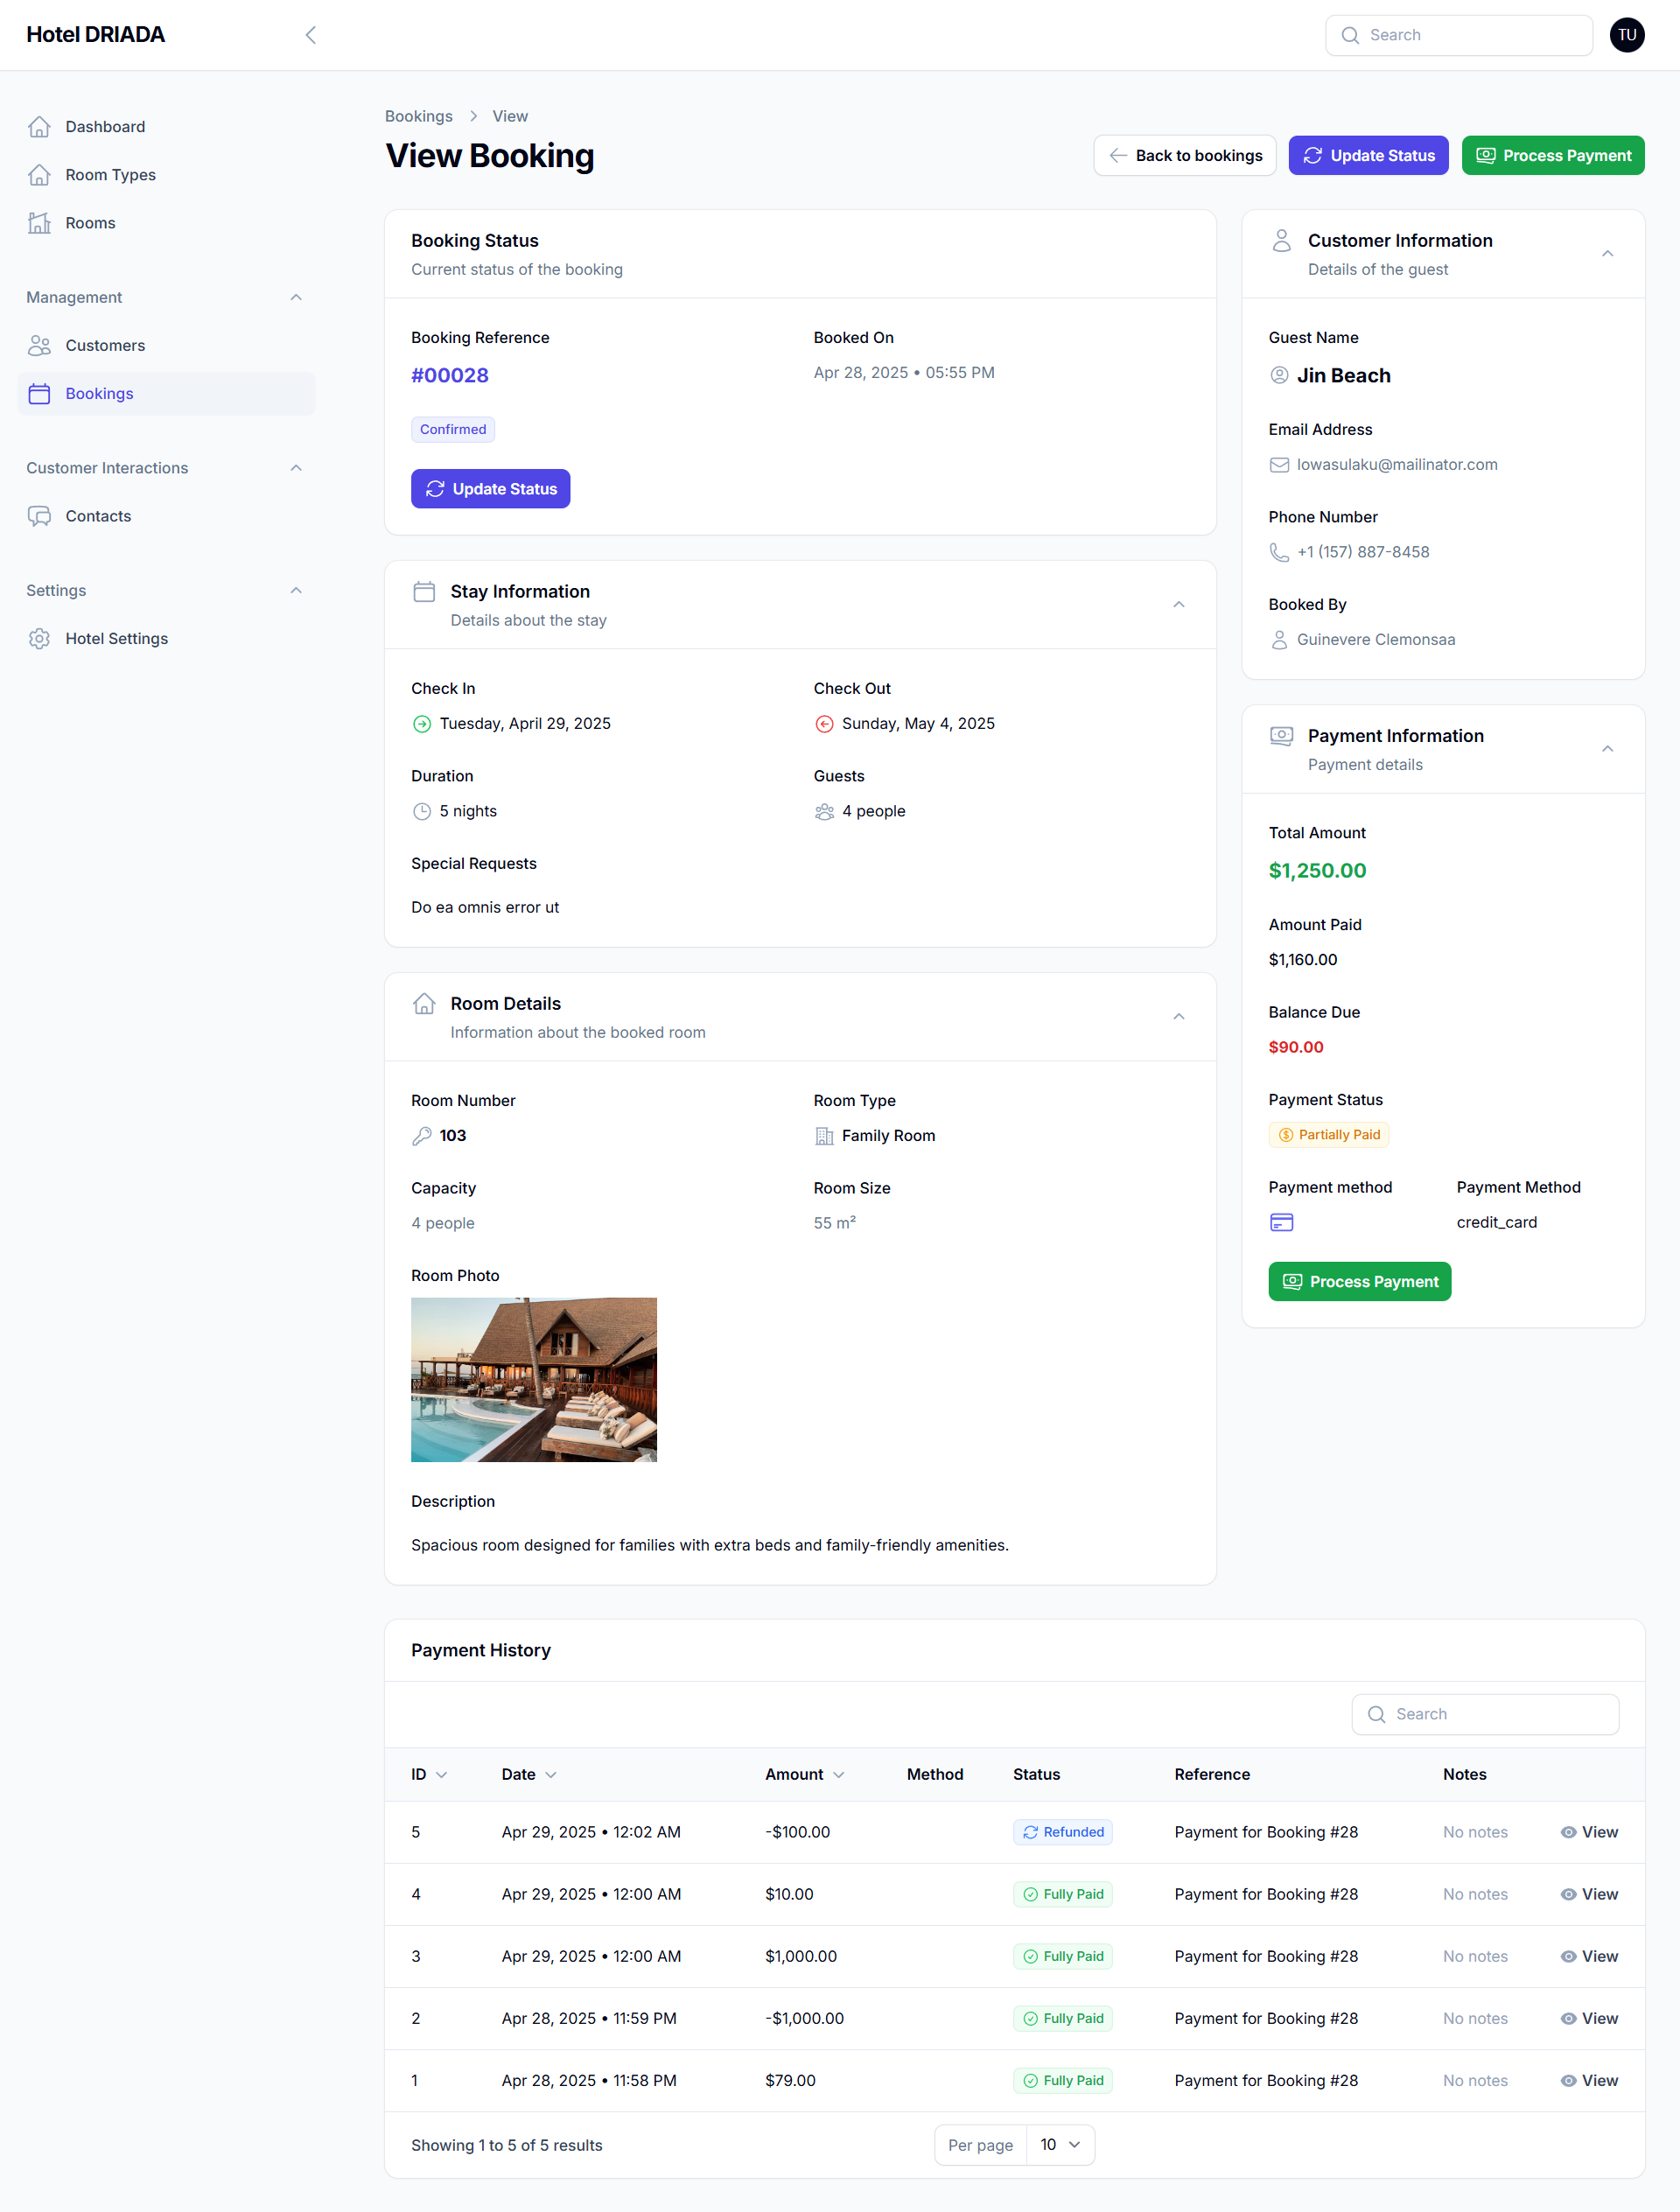 Hotel DRIADA
Search
TU
Dashboard
Room Types
Rooms
Management
Customers
Bookings
Customer Interactions
Contacts
Settings
Hotel Settings
Bookings > View
View Booking
Back to bookings
Update Status
Process Payment
Booking Status
Current status of the booking
Booking Reference
#00028
Booked On
Apr 28, 2025 • 05:55 PM
Confirmed
Update Status
Stay Information
Details about the stay
Check In
Tuesday, April 29, 2025
Check Out
Sunday, May 4, 2025
Duration
5 nights
Guests
4 people
Special Requests
Do ea omnis error ut
Room Details
Information about the booked room
Room Number
103
Room Type
Family Room
Capacity
4 people
Room Size
55 m²
Room Photo
Description
Spacious room designed for families with extra beds and family-friendly amenities.
Customer Information
Details of the guest
Guest Name
Jin Beach
Email Address
lowasulaku@mailinator.com
Phone Number
+1 (157) 887-8458
Booked By
Guinevere Clemonsaa
Payment Information
Payment details
Total Amount
$1,250.00
Amount Paid
$1,160.00
Balance Due
$90.00
Payment Status
Partially Paid
Payment method
Payment Method
credit_card
Process Payment
Payment History
Search
ID Date Amount Method Status Reference Notes
5 Apr 29, 2025 • 12:02 AM -$100.00 Refunded Payment for Booking #28 No notes View
4 Apr 29, 2025 • 12:00 AM $10.00 Fully Paid Payment for Booking #28 No notes View
3 Apr 29, 2025 • 12:00 AM $1,000.00 Fully Paid Payment for Booking #28 No notes View
2 Apr 28, 2025 • 11:59 PM -$1,000.00 Fully Paid Payment for Booking #28 No notes View
1 Apr 28, 2025 • 11:58 PM $79.00 Fully Paid Payment for Booking #28 No notes View
Showing 1 to 5 of 5 results
Per page 10